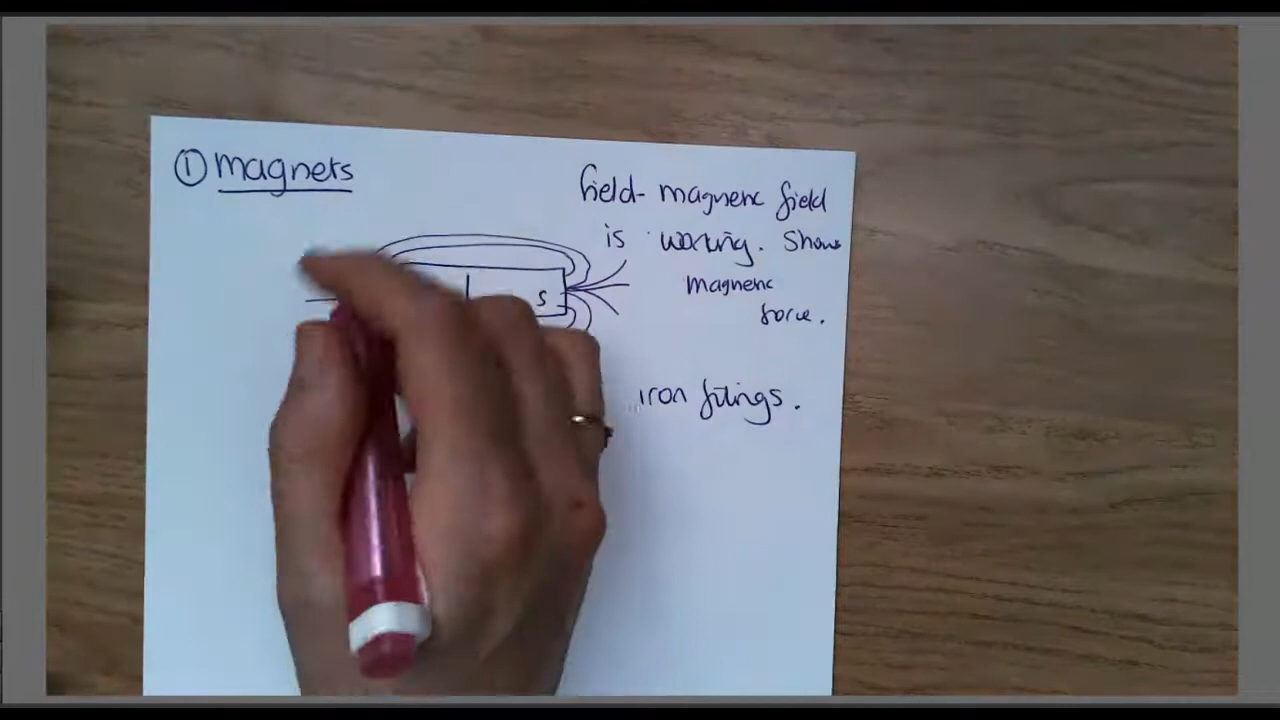 ① Magnets
field - magnetic field
is working. Shows
magnetic
force.
S
iron filings.